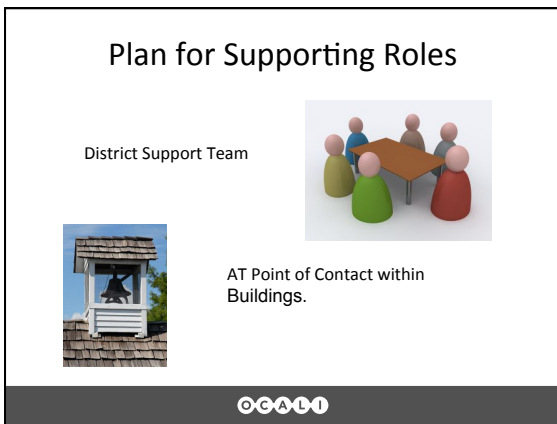 Plan for Supporting Roles
District Support Team
AT Point of Contact within
Buildings.
OCALI